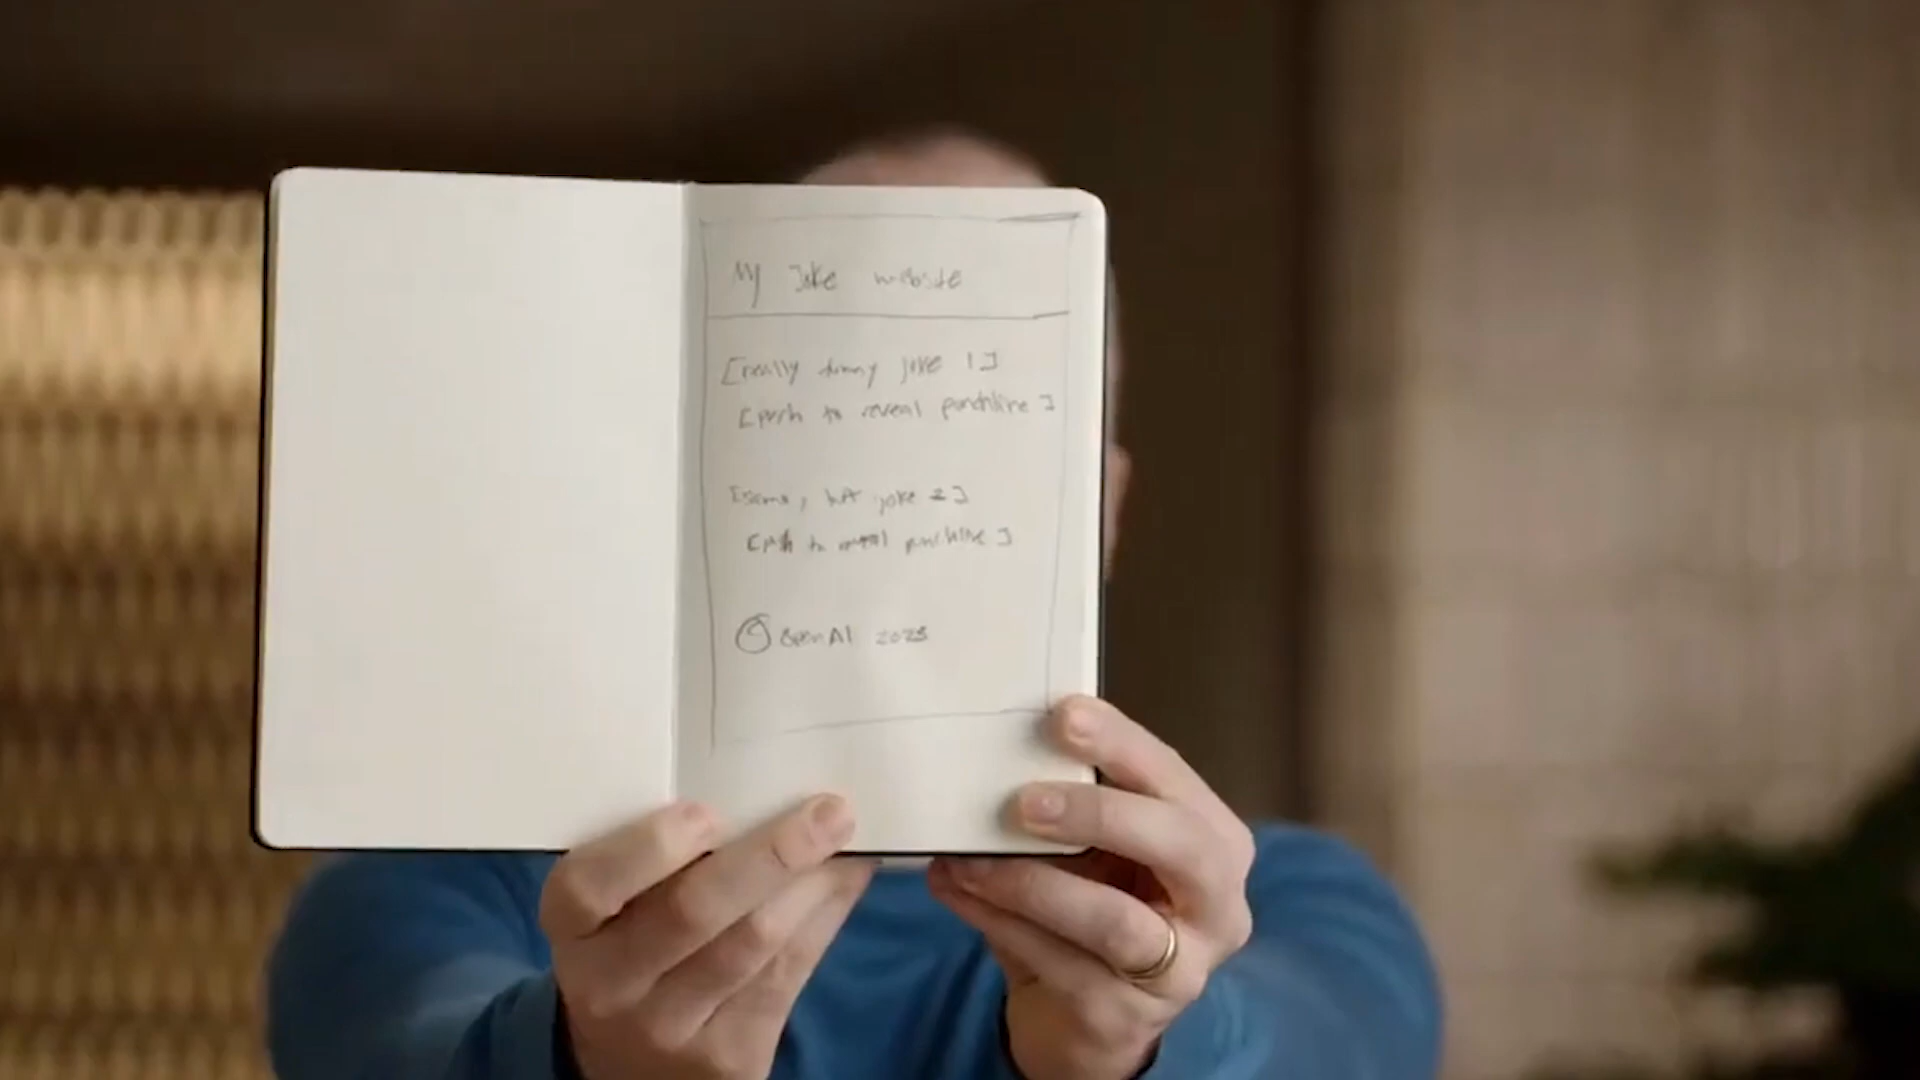 My Joke website
[really funny joke 1]
[push to reveal punchline]
[same, but joke 2]
[push to reveal punchline]
© OpenAI 2023